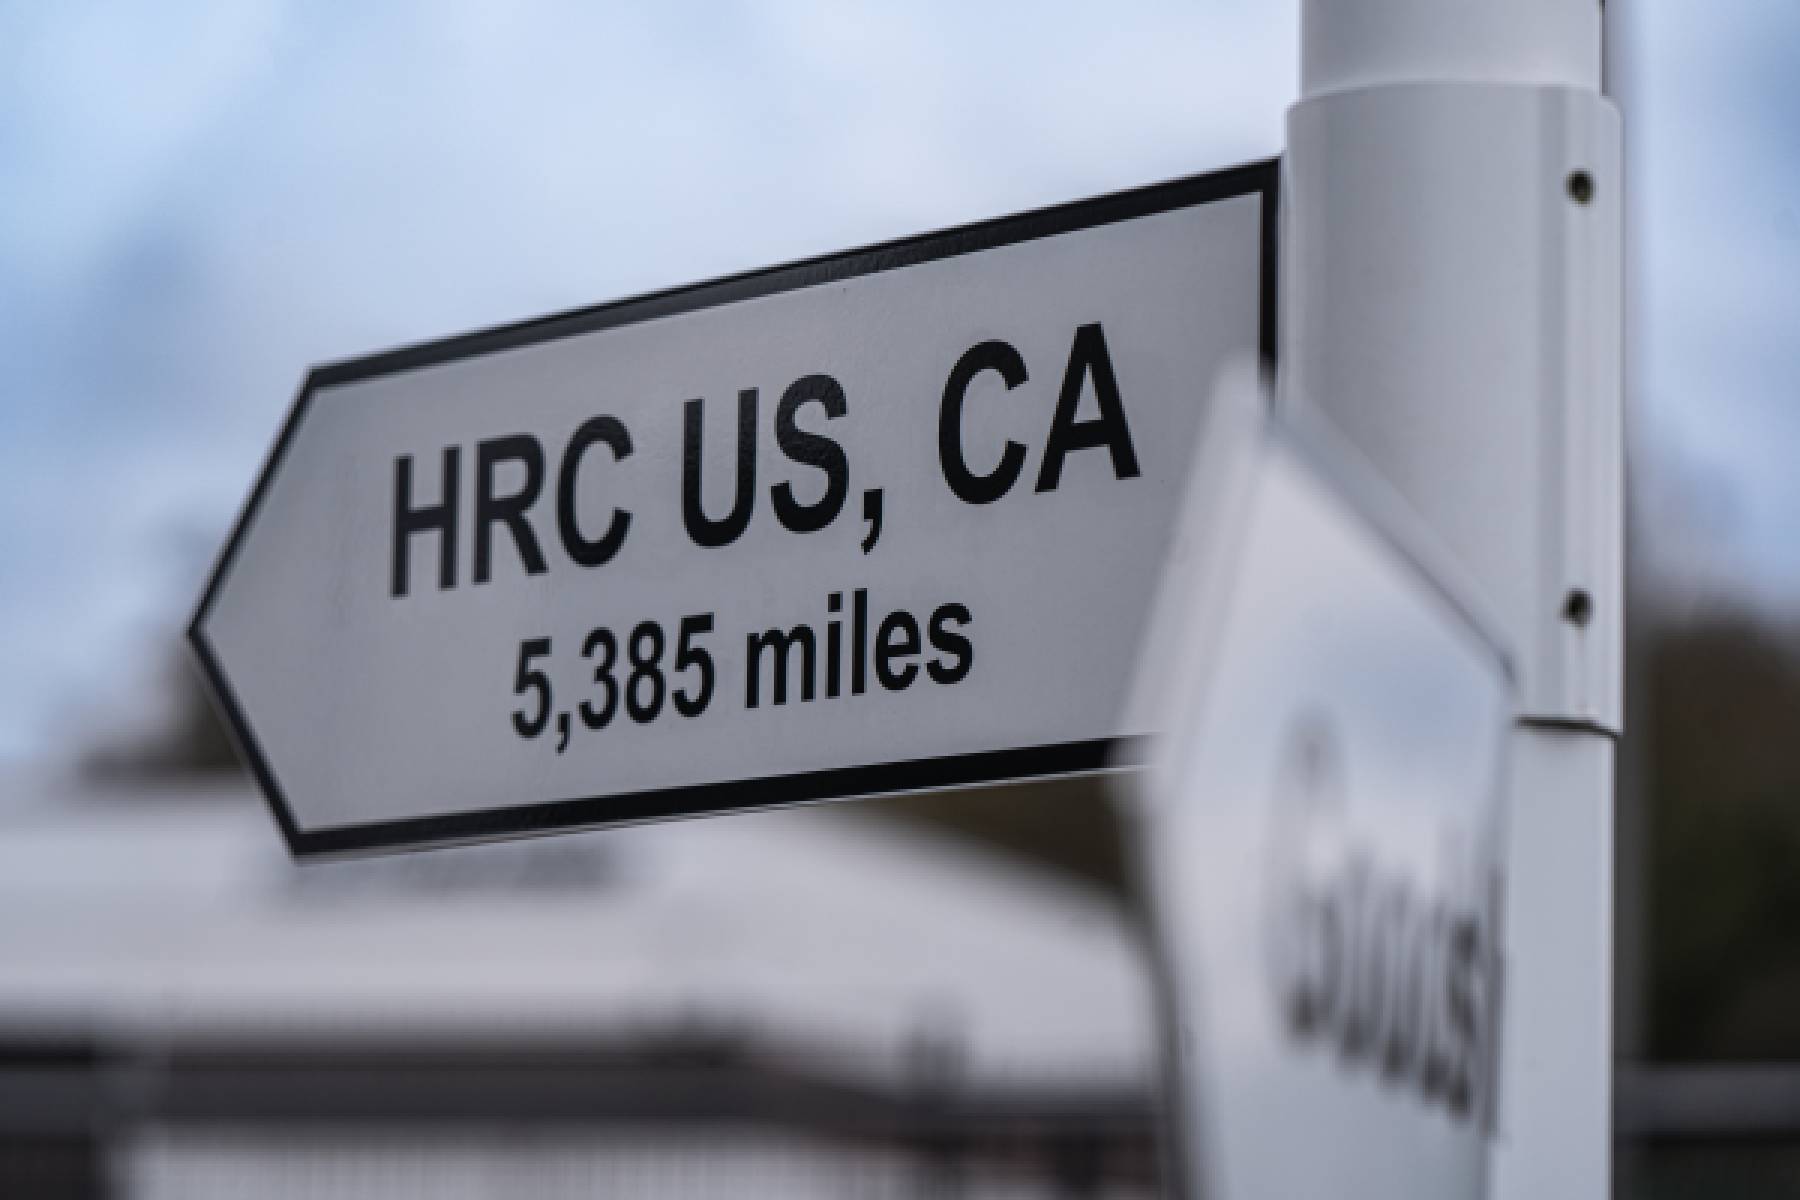 HRC US, CA
5,385 miles